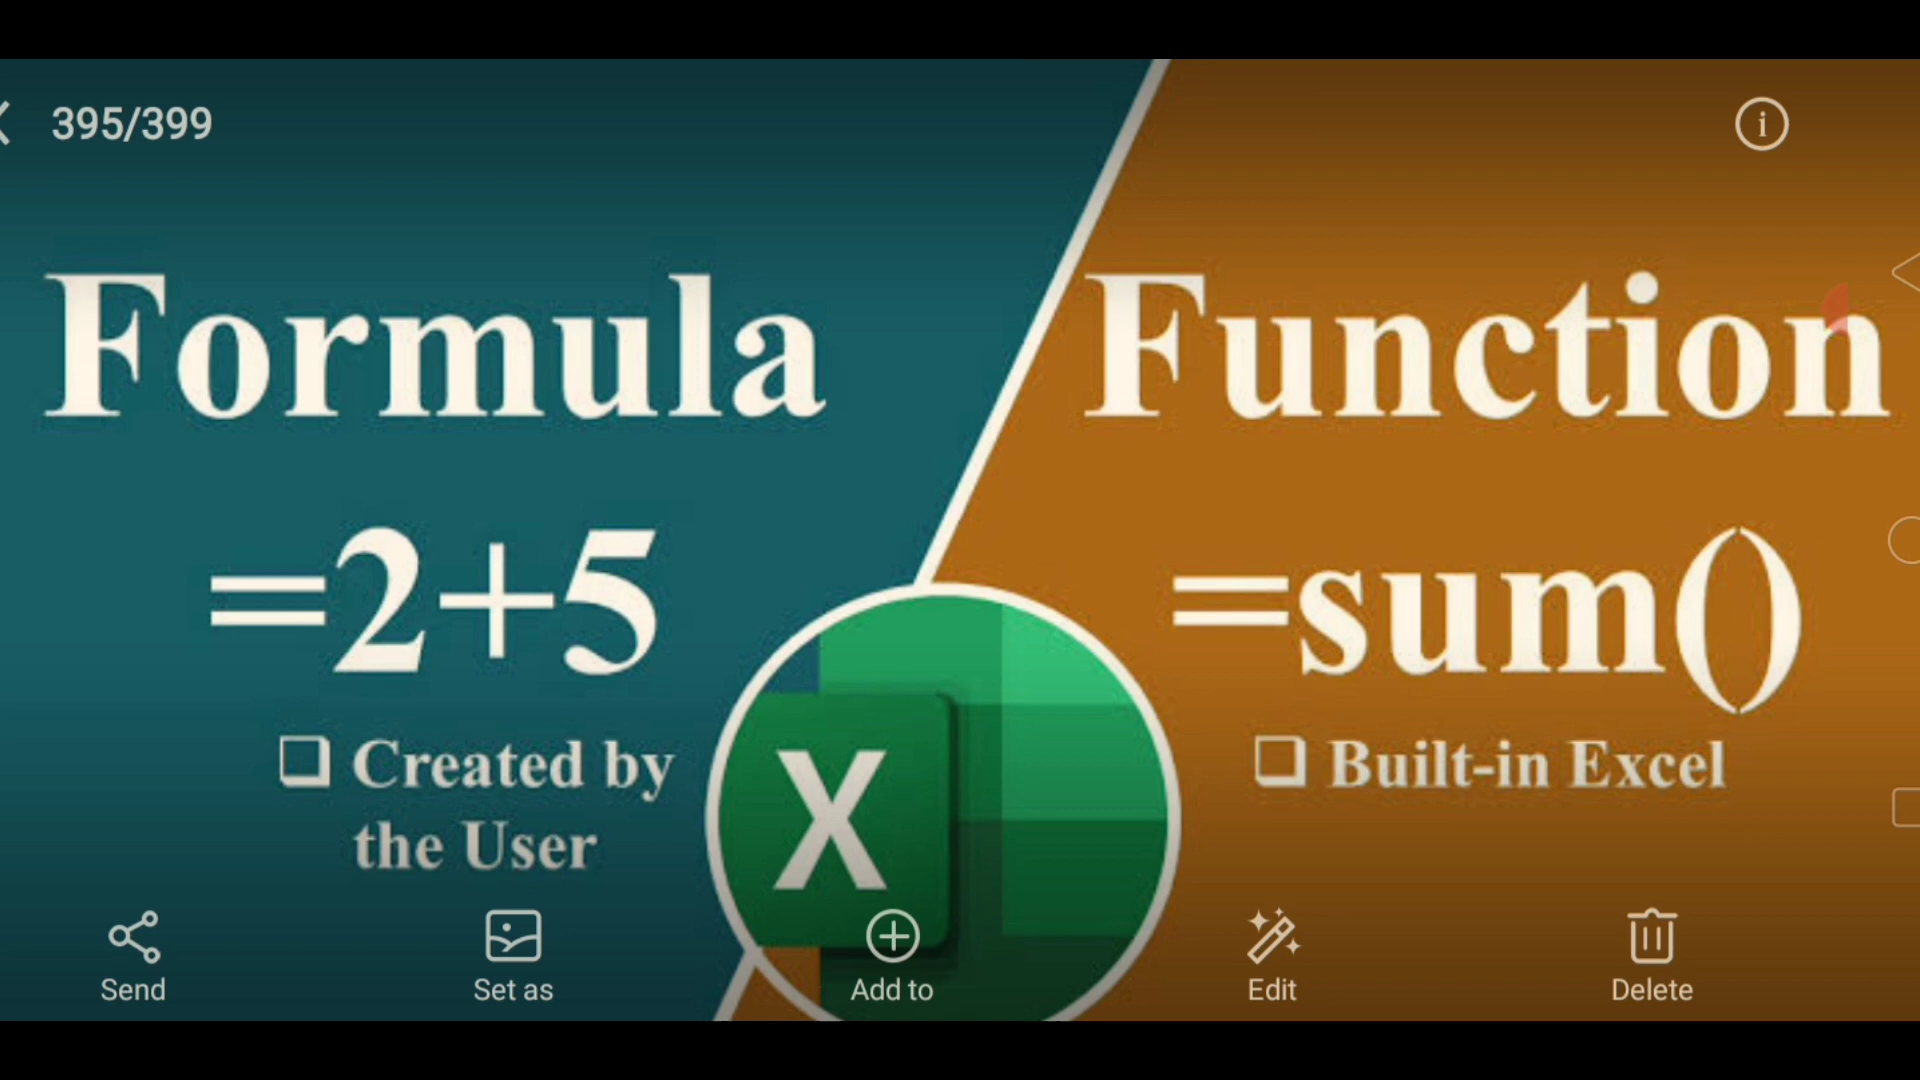 395/399
i
Formula
=2+5
❑ Created by
the User
Function
=sum()
❑ Built-in Excel
X
Send
Set as
Add to
Edit
Delete